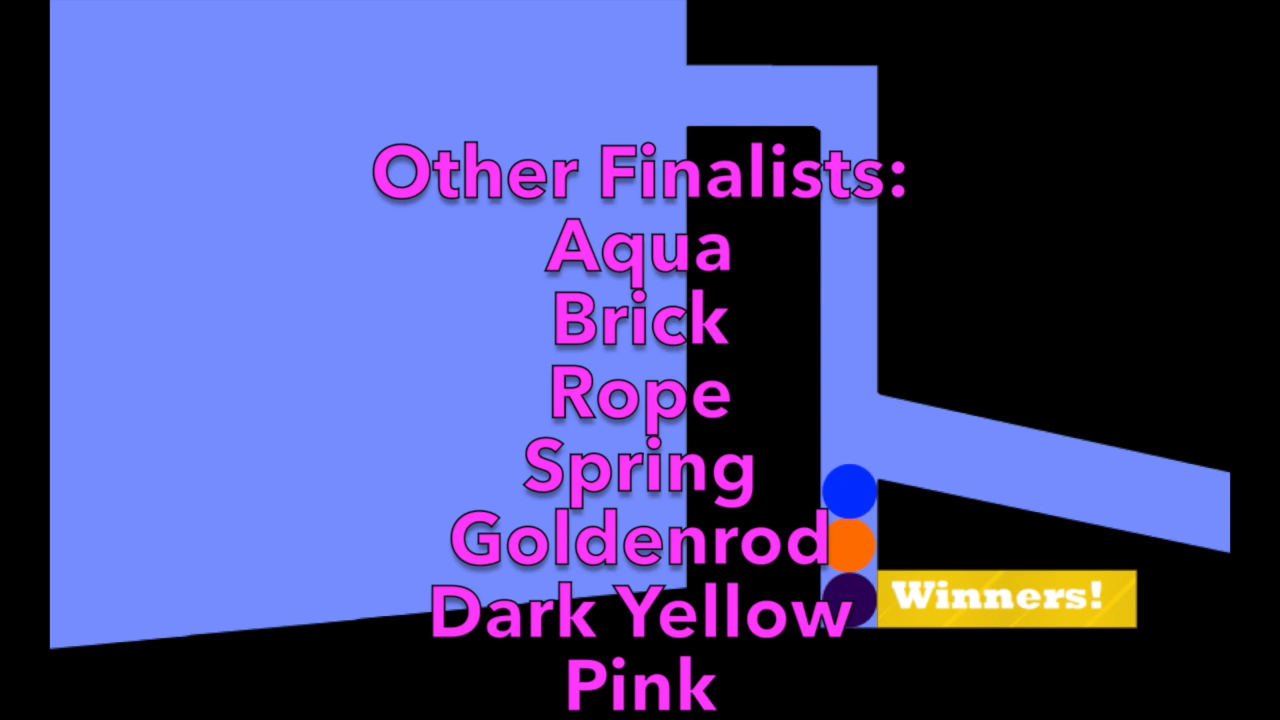 Other Finalists:
Aqua
Brick
Rope
Spring
Goldenrod
Dark Yellow
Winners!
Pink